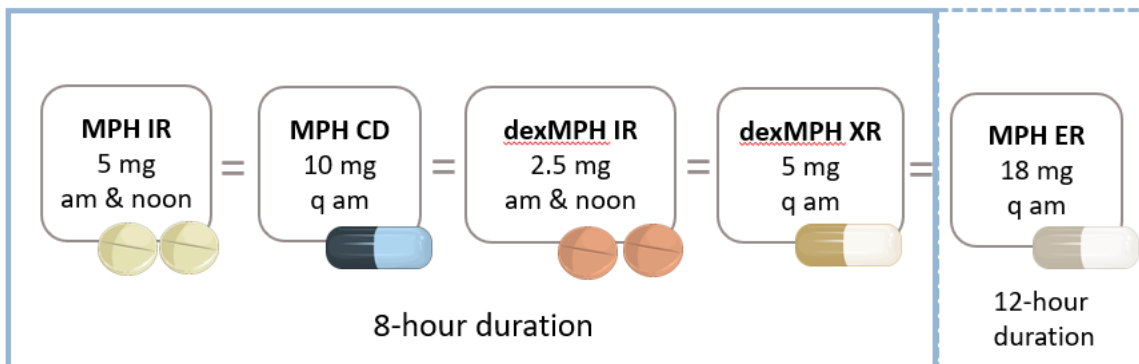 MPH IR
5 mg
am & noon
=
MPH CD
10 mg
q am
=
dexMPH IR
2.5 mg
am & noon
=
dexMPH XR
5 mg
q am
=
MPH ER
18 mg
q am
8-hour duration
12-hour
duration